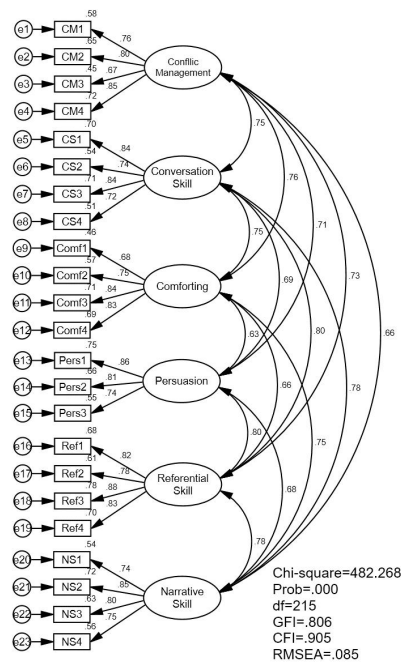 .58
e1 CM1 .76
.65
e2 CM2 .80
Confllic
Management
.45
e3 CM3 .67
.72
e4 CM4 .85
.70
e5 CS1 .84
.75
.54
e6 CS2 .74
Conversation
Skill
.71
e7 CS3 .84
.76
.51
e8 CS4 .72
.46
e9 Comf1 .68
.75
.71
.57
e10 Comf2 .75
Comforting
.69
.73
.71
e11 Comf3 .84
.69
e12 Comf4 .83
.63
.80
.66
.75
e13 Pers1 .86
Persuasion
.66
.78
.66
e14 Pers2 .81
.55
e15 Pers3 .74
.80
.75
.68
e16 Ref1 .82
.61
e17 Ref2 .78
Referential
Skill
.68
.78
e18 Ref3 .88
.70
e19 Ref4 .83
.78
.54
e20 NS1 .74
.72
e21 NS2 .85
Narrative
Skill
.63
e22 NS3 .80
.56
e23 NS4 .75
Chi-square=482.268
Prob=.000
df=215
GFI=.806
CFI=.905
RMSEA=.085